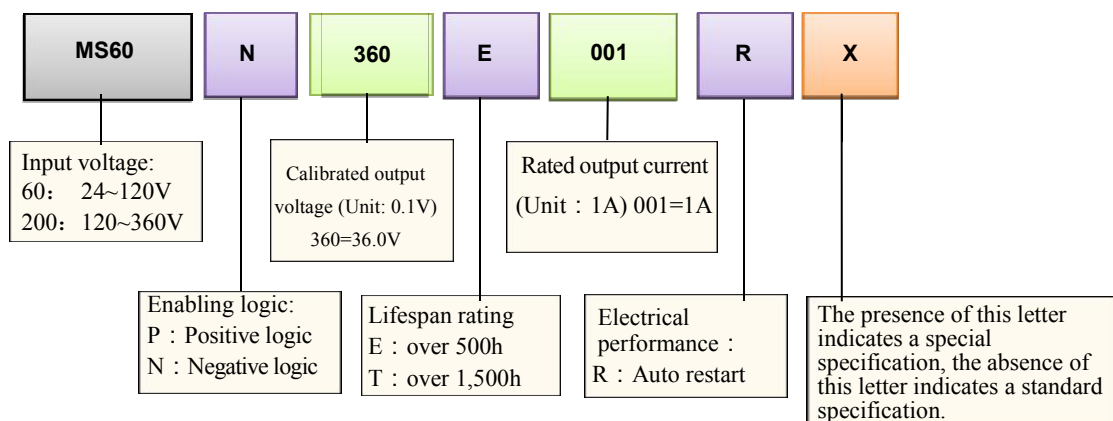 MS60 N 360 E 001 R X
Input voltage:
60： 24~120V
200：120~360V
Calibrated output
voltage (Unit: 0.1V)
360=36.0V
Rated output current
(Unit：1A) 001=1A
Enabling logic:
P：Positive logic
N：Negative logic
Lifespan rating
E：over 500h
T：over 1,500h
Electrical
performance：
R：Auto restart
The presence of this letter
indicates a special
specification, the absence of
this letter indicates a standard
specification.